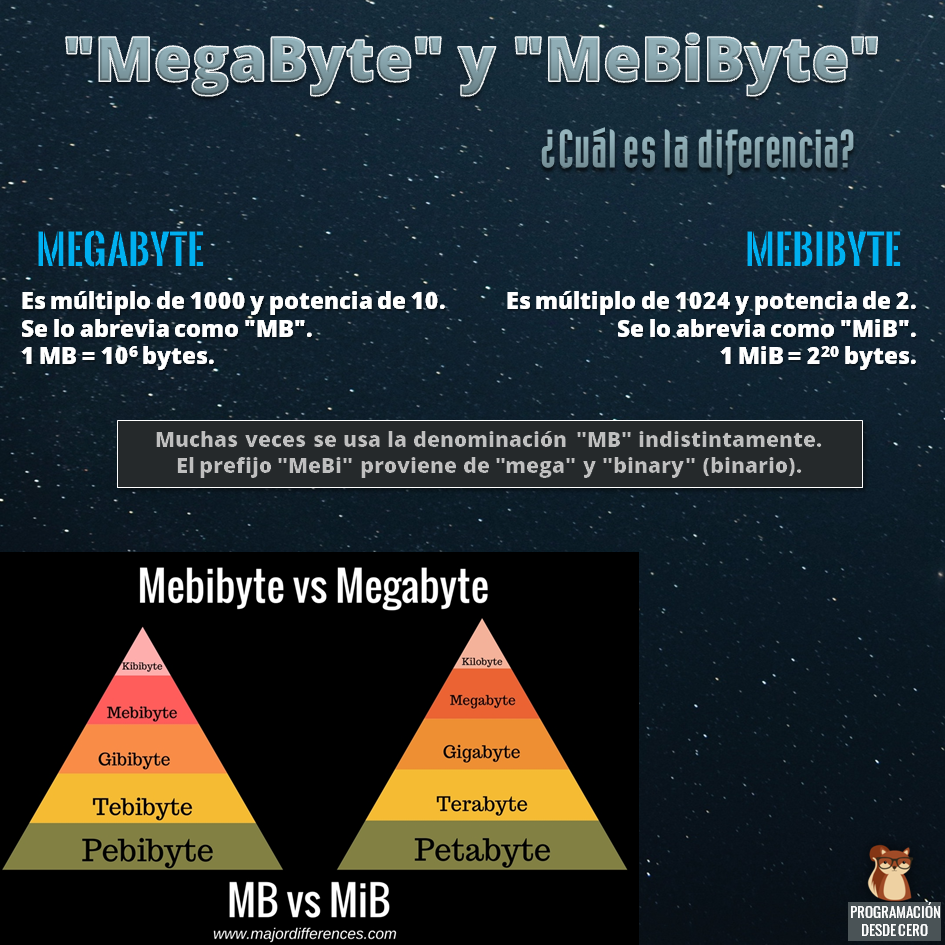 "MegaByte" y "MeBiByte"
¿Cuál es la diferencia?
MEGABYTE
Es múltiplo de 1000 y potencia de 10.
Se lo abrevia como "MB".
1 MB = 10⁶ bytes.
MEBIBYTE
Es múltiplo de 1024 y potencia de 2.
Se lo abrevia como "MiB".
1 MiB = 2²⁰ bytes.
Muchas veces se usa la denominación "MB" indistintamente.
El prefijo "MeBi" proviene de "mega" y "binary" (binario).
Mebibyte vs Megabyte
Kibibyte
Mebibyte
Gibibyte
Tebibyte
Pebibyte
Kilobyte
Megabyte
Gigabyte
Terabyte
Petabyte
MB vs MiB
www.majordifferences.com
PROGRAMACIÓN
DESDE CERO